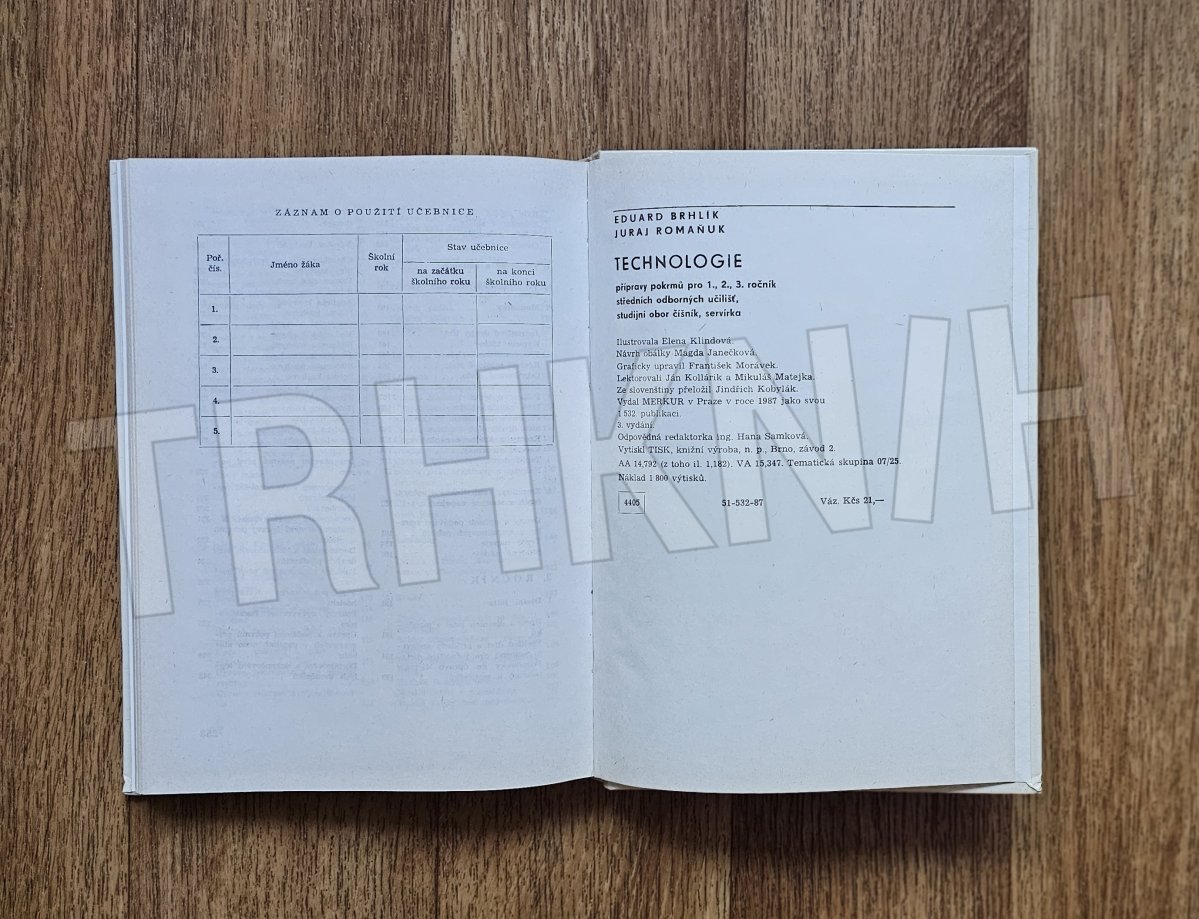 ZÁZNAM O POUŽITÍ UČEBNICE
Poř. čís.
Jméno žáka
Školní rok
Stav učebnice
na začátku školního roku
na konci školního roku
1.
2.
3.
4.
5.
2. ROČNÍK
EDUARD BRHLÍK
JURAJ ROMAŇUK
TECHNOLOGIE
přípravy pokrmů pro 1., 2., 3. ročník
středních odborných učilišť,
studijní obor číšník, servírka
Ilustrovala Elena Klindová.
Návrh obálky Magda Janečková.
Graficky upravil František Morávek.
Lektorovali Ján Kollárik a Mikuláš Matejka.
Ze slovenštiny přeložil Jindřich Kobylák.
Vydal MERKUR v Praze v roce 1987 jako svou
1 532. publikaci.
3. vydání.
Odpovědná redaktorka ing. Hana Samková.
Vytiskl TISK, knižní výroba, n. p., Brno, závod 2.
AA 14,792 (z toho il. 1,182). VA 15,347. Tematická skupina 07/25.
Náklad 1 800 výtisků.
4405
51-532-87
Váz. Kčs 21,—
TRHKN/H